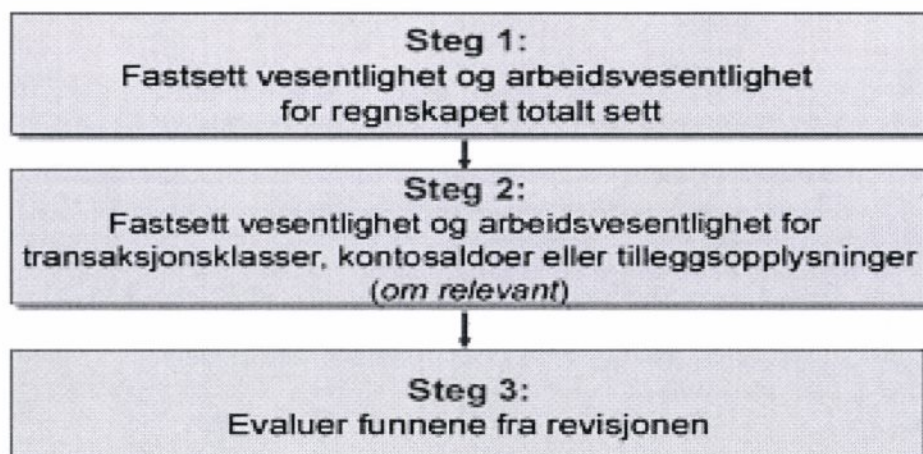 Steg 1:
Fastsett vesentlighet og arbeidsvesentlighet
for regnskapet totalt sett
Steg 2:
Fastsett vesentlighet og arbeidsvesentlighet for
transaksjonsklasser, kontosaldoer eller tilleggsopplysninger
(om relevant)
Steg 3:
Evaluer funnene fra revisjonen